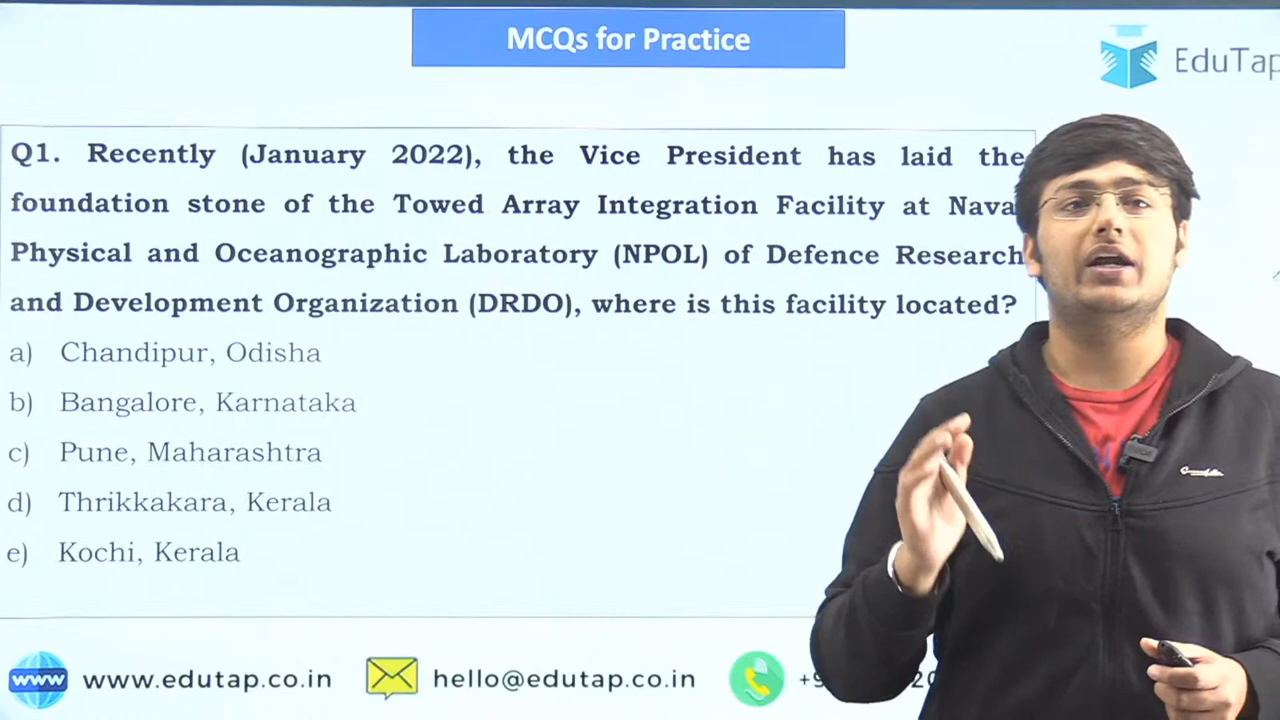 MCQs for Practice
EduTap
Q1. Recently (January 2022), the Vice President has laid the
foundation stone of the Towed Array Integration Facility at Nava
Physical and Oceanographic Laboratory (NPOL) of Defence Research
and Development Organization (DRDO), where is this facility located?
a) Chandipur, Odisha
b) Bangalore, Karnataka
c) Pune, Maharashtra
d) Thrikkakara, Kerala
e) Kochi, Kerala
www www.edutap.co.in hello@edutap.co.in